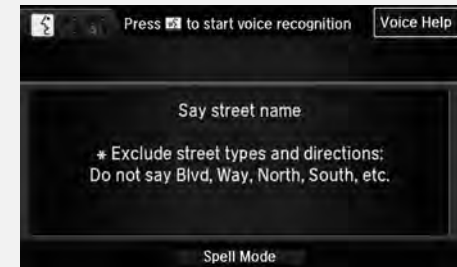 Press to start voice recognition
Voice Help
Say street name
* Exclude street types and directions:
Do not say Blvd, Way, North, South, etc.
Spell Mode